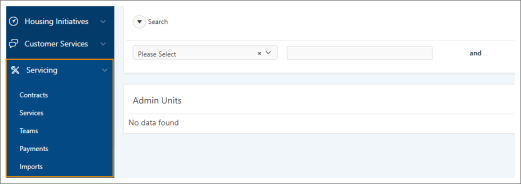 Housing Initiatives
Customer Services
Servicing
Contracts
Services
Teams
Payments
Imports
Search
Please Select × and
Admin Units
No data found